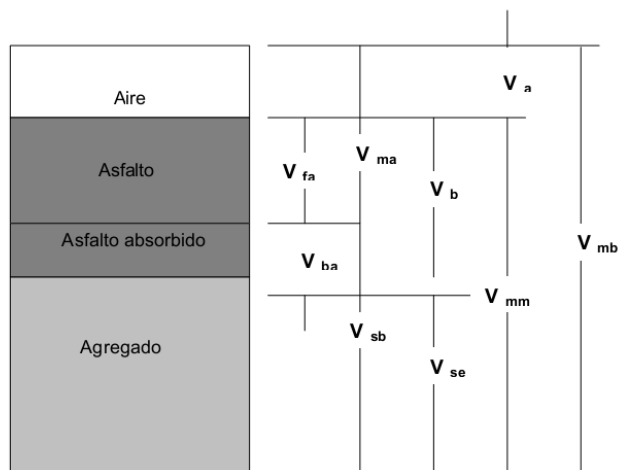 Aire
Asfalto
Asfalto absorbido
Agregado
V a
V fa
V ma
V b
V mb
V ba
V mm
V sb
V se